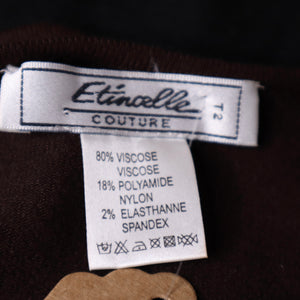 Etincelle
COUTURE
T2
80% VISCOSE
VISCOSE
18% POLYAMIDE
NYLON
2% ELASTHANNE
SPANDEX